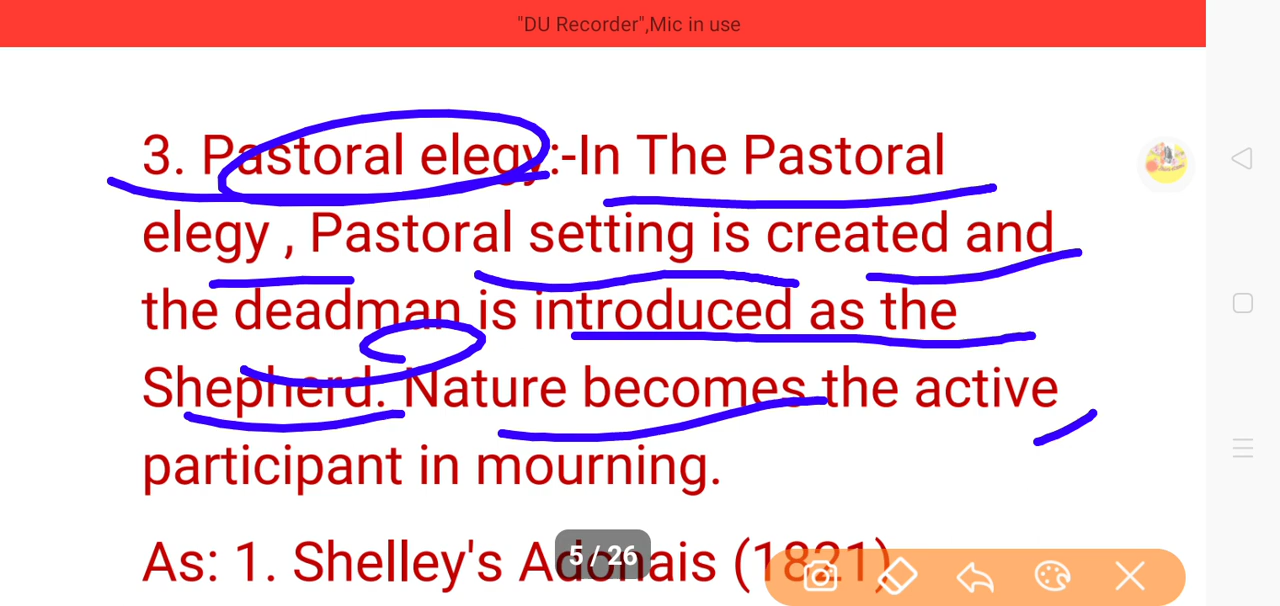 "DU Recorder",Mic in use
3. Pastoral elegy:-In The Pastoral
elegy , Pastoral setting is created and
the deadman is introduced as the
Shepherd. Nature becomes the active
participant in mourning.
As: 1. Shelley's Adonais (1821)
5 / 26